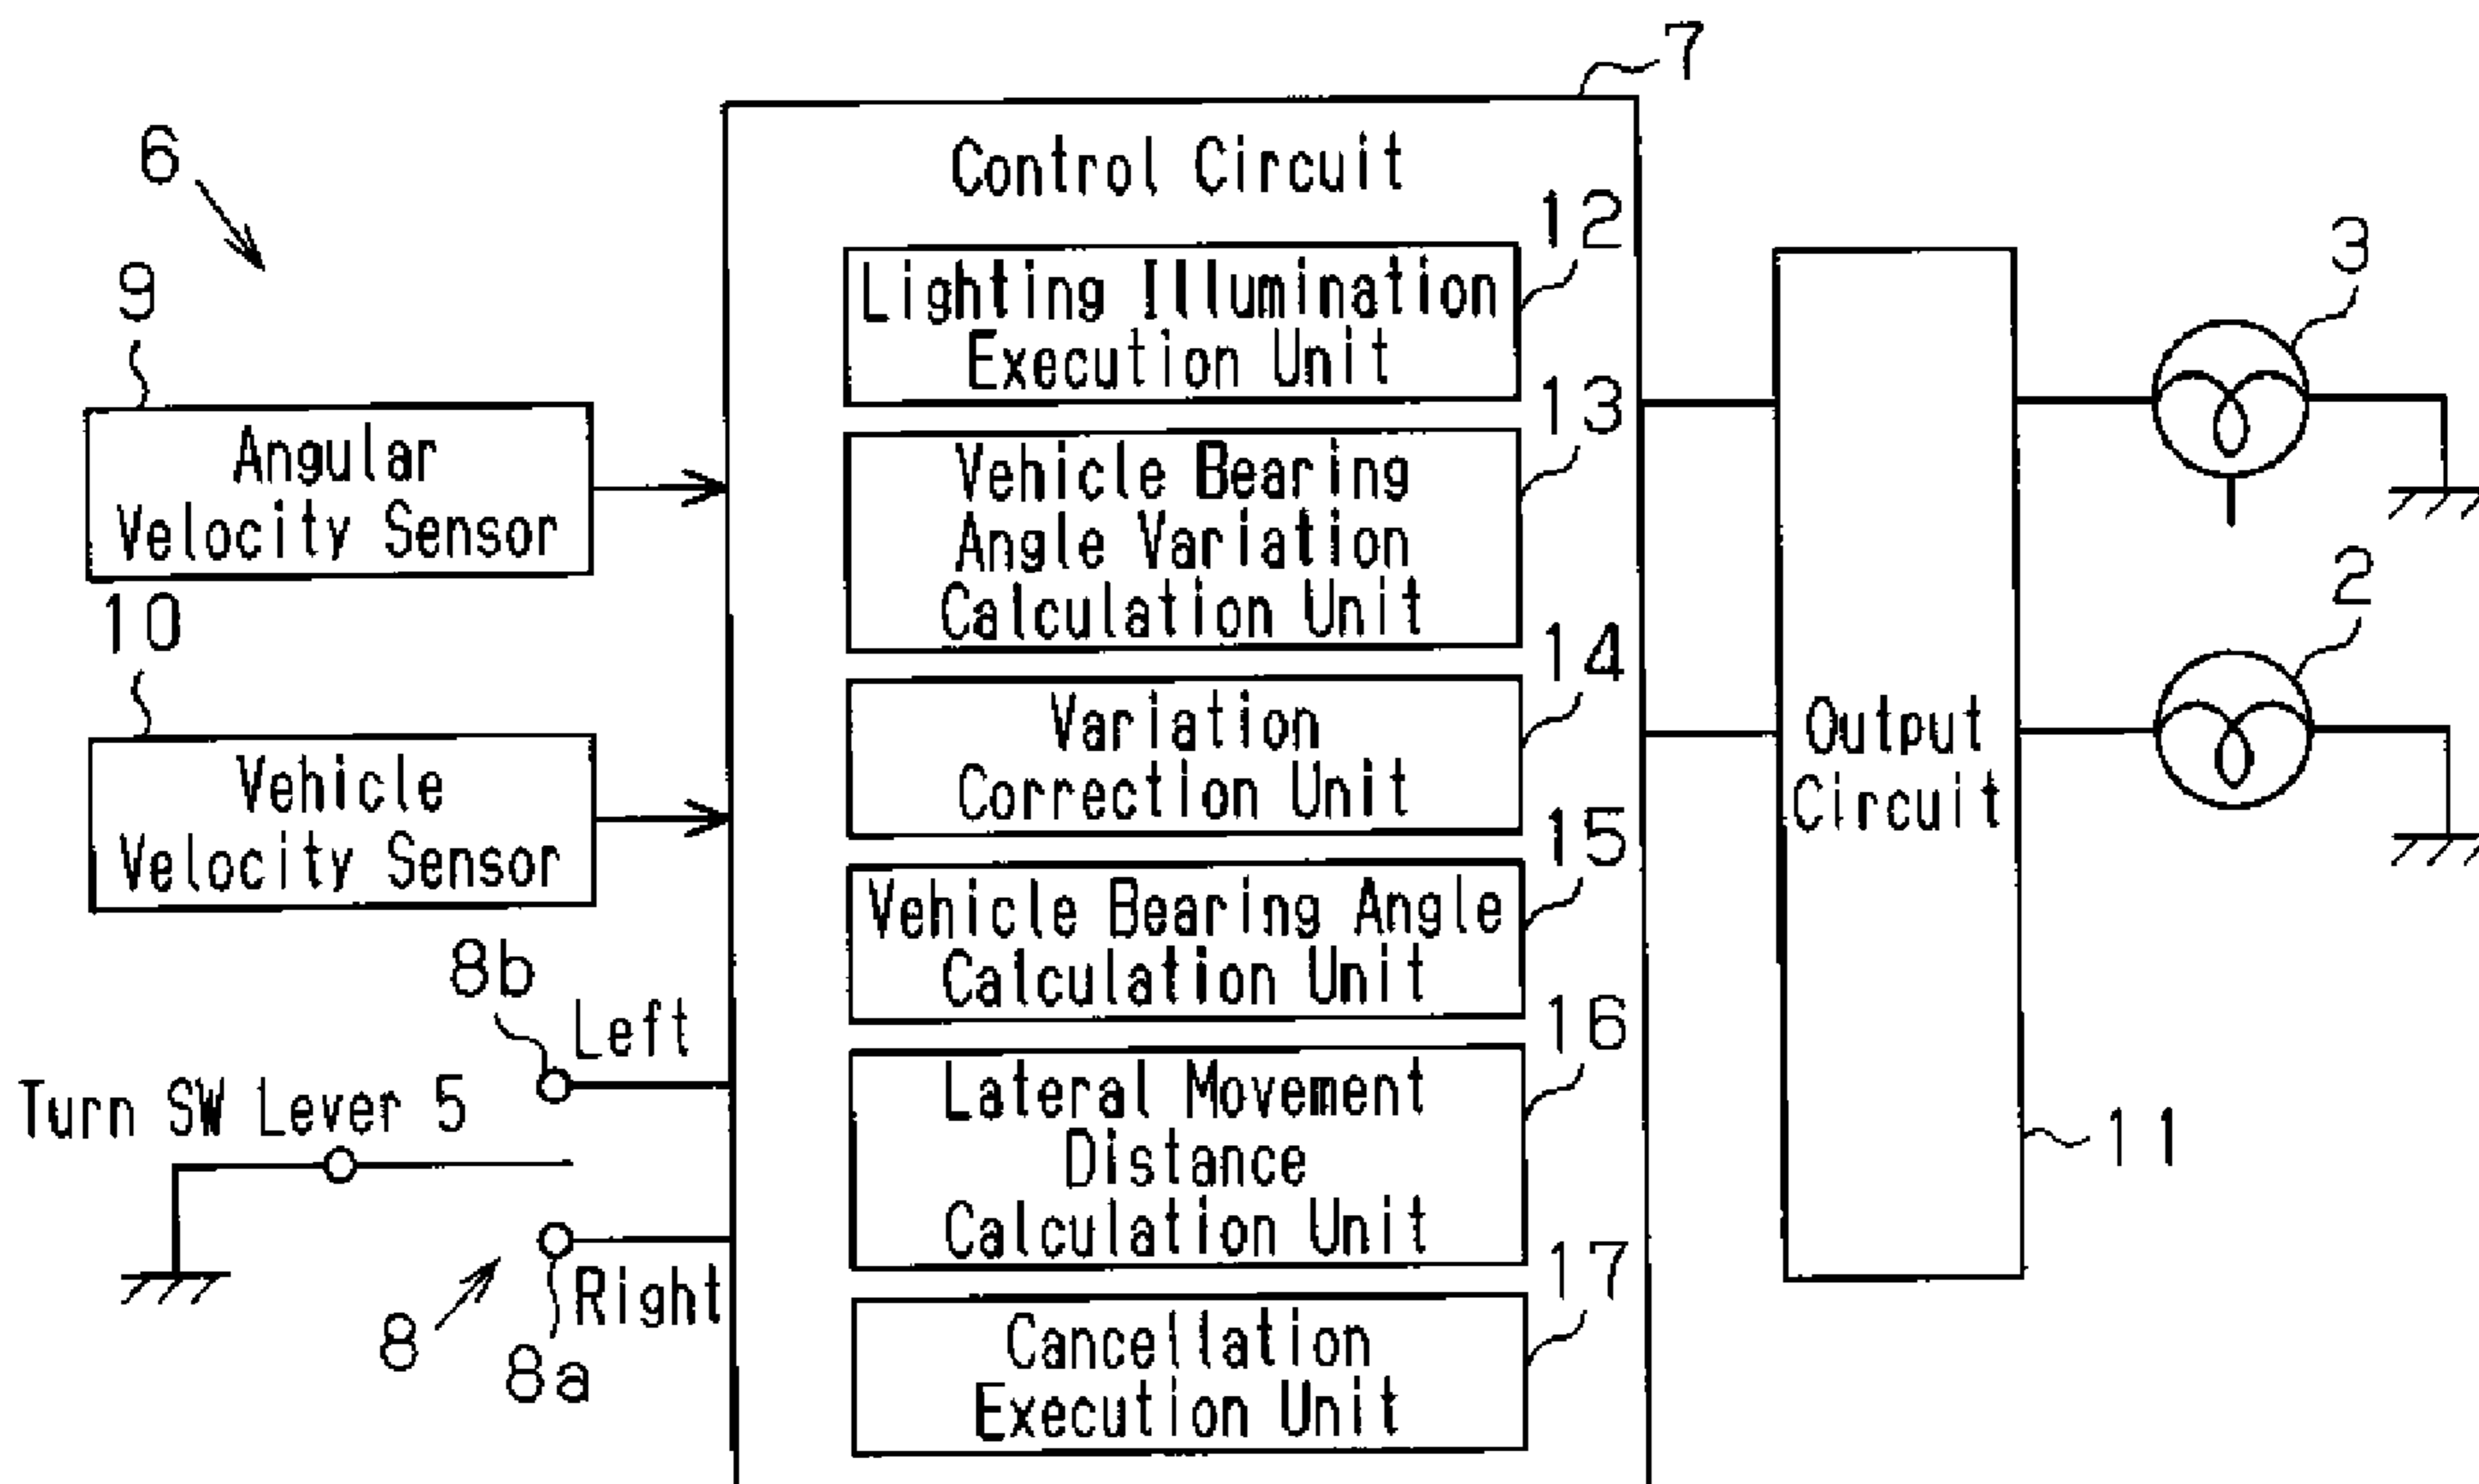 7
Control Circuit
6
12
Lighting Illumination
Execution Unit
3
9
Angular
Velocity Sensor
13
Vehicle Bearing
Angle Variation
Calculation Unit
2
10
Vehicle
Velocity Sensor
14
Variation
Correction Unit
Output
Circuit
15
Vehicle Bearing Angle
Calculation Unit
8b
Left
Turn SW Lever 5
16
Lateral Movement
Distance
Calculation Unit
11
8
8a
Right
17
Cancellation
Execution Unit